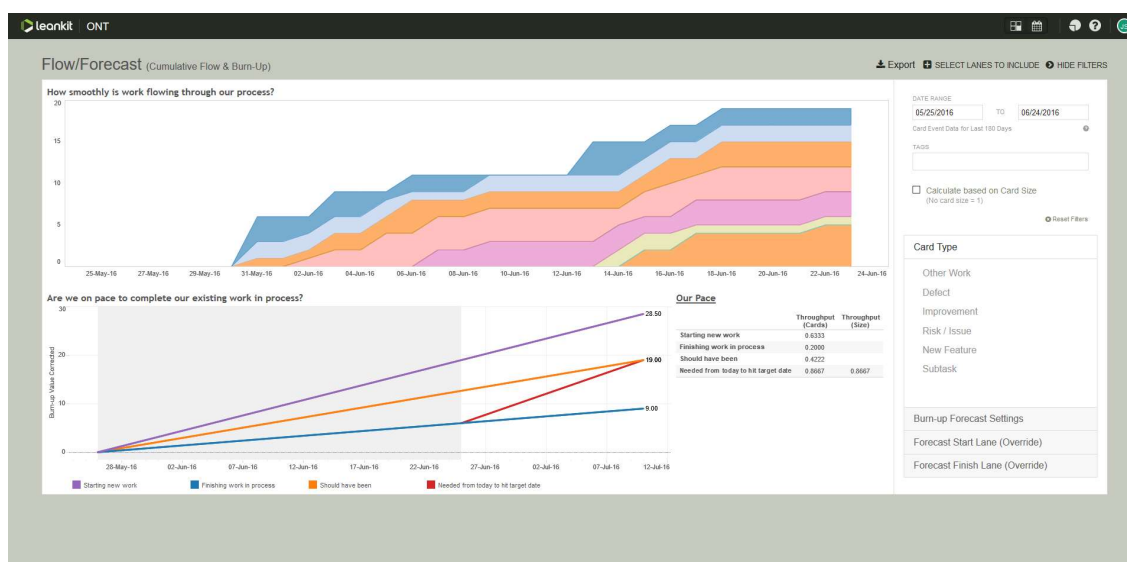 leankit ONT
Flow/Forecast (Cumulative Flow & Burn-Up)
Export SELECT LANES TO INCLUDE HIDE FILTERS
How smoothly is work flowing through our process?
20
15
10
5
0
25-May-16 27-May-16 29-May-16 31-May-16 02-Jun-16 04-Jun-16 06-Jun-16 08-Jun-16 10-Jun-16 12-Jun-16 14-Jun-16 16-Jun-16 18-Jun-16 20-Jun-16 22-Jun-16 24-Jun-16
Are we on pace to complete our existing work in process?
30
20
10
0
Burn-up Value Corrected
28.50
19.00
9.00
28-May-16 02-Jun-16 07-Jun-16 12-Jun-16 17-Jun-16 22-Jun-16 27-Jun-16 02-Jul-16 07-Jul-16 12-Jul-16
Starting new work Finishing work in process Should have been Needed from today to hit target date
Our Pace
Throughput (Cards) Throughput (Size)
Starting new work 0.6333
Finishing work in process 0.2000
Should have been 0.4222
Needed from today to hit target date 0.8667 0.8667
DATE RANGE
05/25/2016 TO 06/24/2016
Card Event Data for Last 180 Days
TAGS
Calculate based on Card Size
(No card size = 1)
Reset Filters
Card Type
Other Work
Defect
Improvement
Risk / Issue
New Feature
Subtask
Burn-up Forecast Settings
Forecast Start Lane (Override)
Forecast Finish Lane (Override)